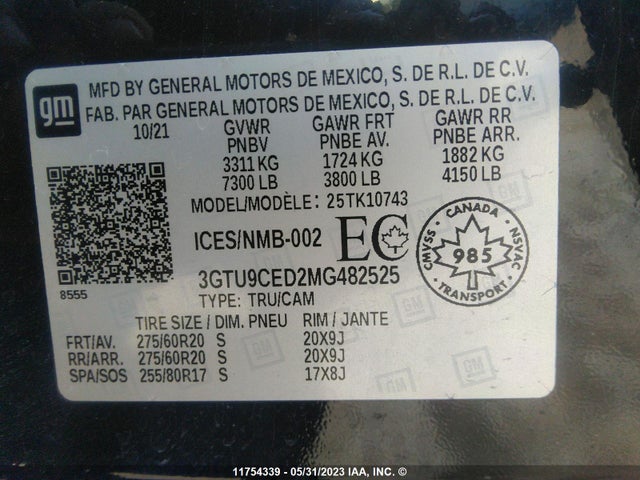 gm
MFD BY GENERAL MOTORS DE MEXICO, S. DE R.L. DE C.V.
FAB. PAR GENERAL MOTORS DE MEXICO, S. DE R.L. DE C.V.
10/21 GVWR GAWR FRT GAWR RR
PNBV PNBE AV. PNBE ARR.
3311 KG 1724 KG 1882 KG
7300 LB 3800 LB 4150 LB
MODEL/MODÈLE: 25TK10743
ICES/NMB-002 EC
CANADA
CMVSS 985 NSVAC
TRANSPORT
3GTU9CED2MG482525
8555
TYPE: TRU/CAM
TIRE SIZE / DIM. PNEU RIM / JANTE
FRT/AV. 275/60R20 S 20X9J
RR/ARR. 275/60R20 S 20X9J
SPA/SOS 255/80R17 S 17X8J
11754339 - 05/31/2023 IAA, INC. ©